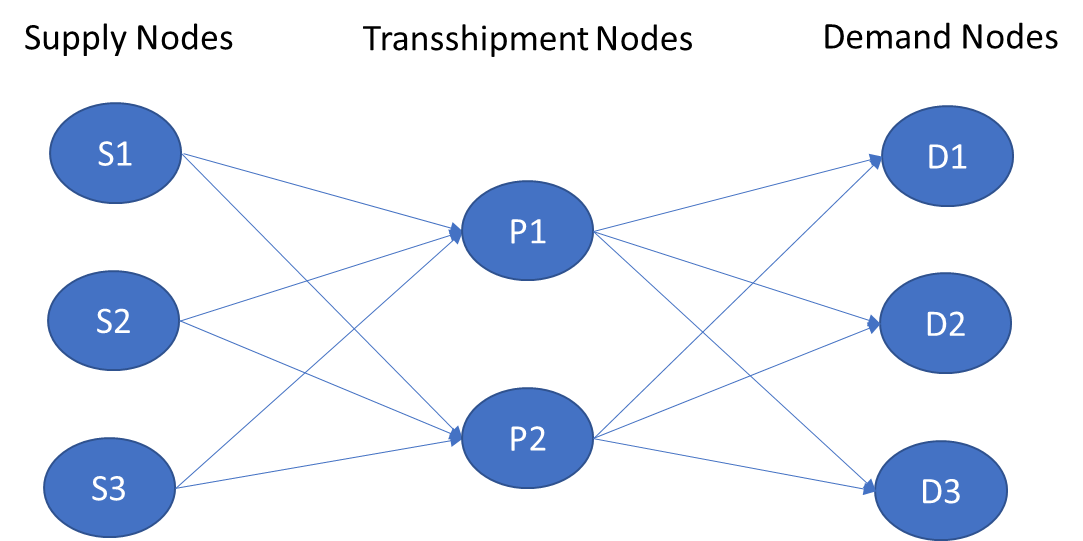 Supply Nodes
Transshipment Nodes
Demand Nodes
S1
D1
P1
S2
D2
P2
S3
D3